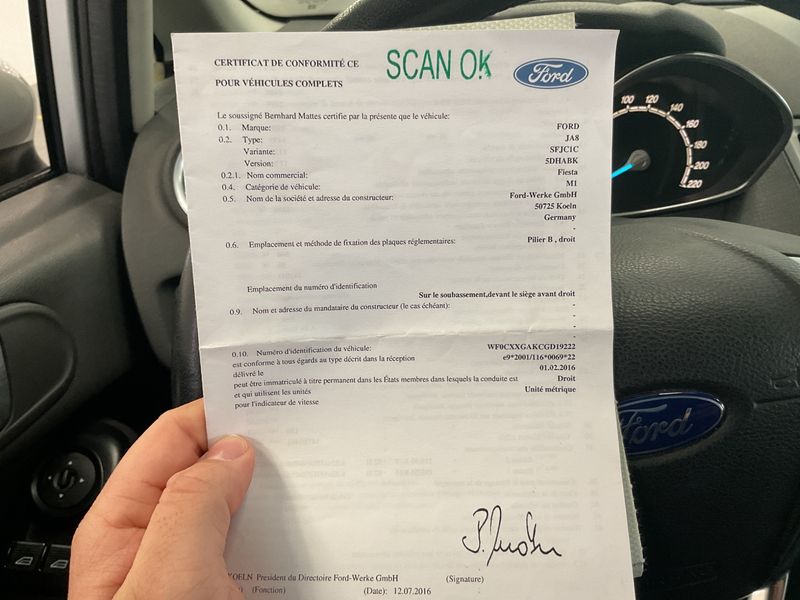 CERTIFICAT DE CONFORMITÉ CE
POUR VÉHICULES COMPLETS
SCAN OK
Ford
Le soussigné Bernhard Mattes certifie par la présente que le véhicule:
0.1. Marque: FORD
0.2. Type: JA8
Variante: SFJC1C
Version: 5DHABK
0.2.1. Nom commercial: Fiesta
0.4. Catégorie de véhicule: M1
0.5. Nom de la société et adresse du constructeur: Ford-Werke GmbH
50725 Koeln
Germany
-
0.6. Emplacement et méthode de fixation des plaques réglementaires: Pilier B , droit
Emplacement du numéro d'identification
Sur le soubassement,devant le siège avant droit
0.9. Nom et adresse du mandataire du constructeur (le cas échéant): -
-
-
-
0.10. Numéro d'identification du véhicule: WF0CXXGAKCGD19222
est conforme à tous égards au type décrit dans la réception e9*2001/116*0069*22
délivré le 01.02.2016
peut être immatriculé à titre permanent dans les États membres dans lesquels la conduite est Droit
et qui utilisent les unités Unité métrique
pour l'indicateur de vitesse
KOELN President du Directoire Ford-Werke GmbH (Signature)
(Fonction) (Date): 12.07.2016
100 120 140 160 180 200 220
Ford